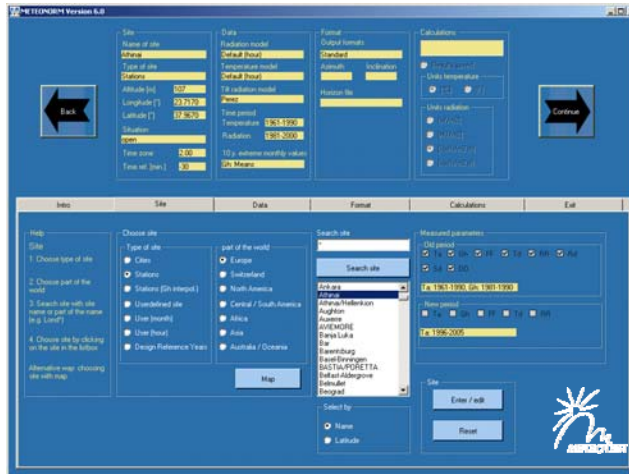 METEONORM Version 6.0
Back
Site
Name of site
Athinai
Type of site
Stations
Altitude [m] 107
Longitude [°] 23.7170
Latitude [°] 37.9670
Situation
open
Time zone 2.00
Time ref. [min.] -30
Data
Radiation model
Default (hour)
Temperature model
Default (hour)
Tilt radiation model
Perez
Time period
Temperature 1961-1990
Radiation 1981-2000
10 y. extreme monthly values
Gh: Means
Format
Output formats
Standard
Azimuth Inclination
Horizon file
Calculations
Units temperature
Units radiation
Continue
Intro Site Data Format Calculations Exit
Help
Site
1. Choose type of site
2. Choose part of the
world
3. Search site with site
name or part of the name
4. Choose site by clicking
on the site in the listbox
Alternative way: choosing
site with map.
Choose site
Type of site
Cities
Stations
Stations (Gh interpol.)
Userdefined site
User (month)
User (hour)
Design Reference Years
part of the world
Europe
Switzerland
North America
Central / South America
Africa
Asia
Australia / Oceania
Map
Search site
*
Search site
Ankara
Athinai
Athinai/Hellenikon
Aughton
Auxerre
AVIEMORE
Banja Luka
Bar
Barentsburg
Basel-Binningen
BASTIA/PORETTA
Belfast-Aldergrove
Belmullet
Beograd
Select by
Name
Latitude
Measured parameters
Old period
Ta Gh FF Td RR Rd
Sd DD
Ta: 1961-1990, Gh: 1981-1990
New period
Ta Gh FF Td RR
Ta: 1996-2005
Site
Enter / edit
Reset
METEOTEST